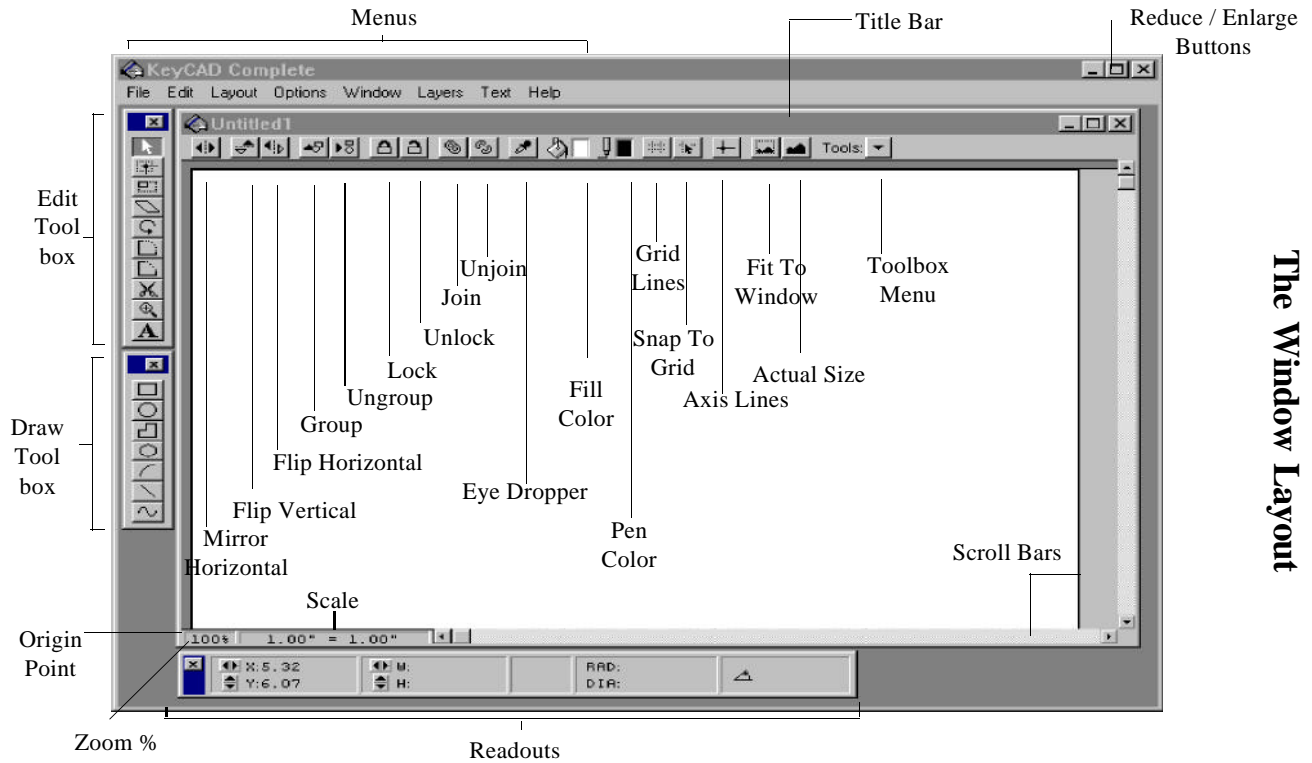 Menus
Title Bar
Reduce / Enlarge
Buttons
KeyCAD Complete
File Edit Layout Options Window Layers Text Help
Untitled1
Tools:
Edit
Tool
box
Draw
Tool
box
Origin
Point
Zoom %
Mirror
Horizontal
Flip Vertical
Flip Horizontal
Group
Ungroup
Lock
Unlock
Join
Unjoin
Eye Dropper
Fill
Color
Pen
Color
Grid
Lines
Snap To
Grid
Axis Lines
Fit To
Window
Actual Size
Toolbox
Menu
Scroll Bars
Scale
100% 1.00" = 1.00"
X:5.32
Y:6.07
W:
H:
RAD:
DIA:
Readouts
A
The Window Layout